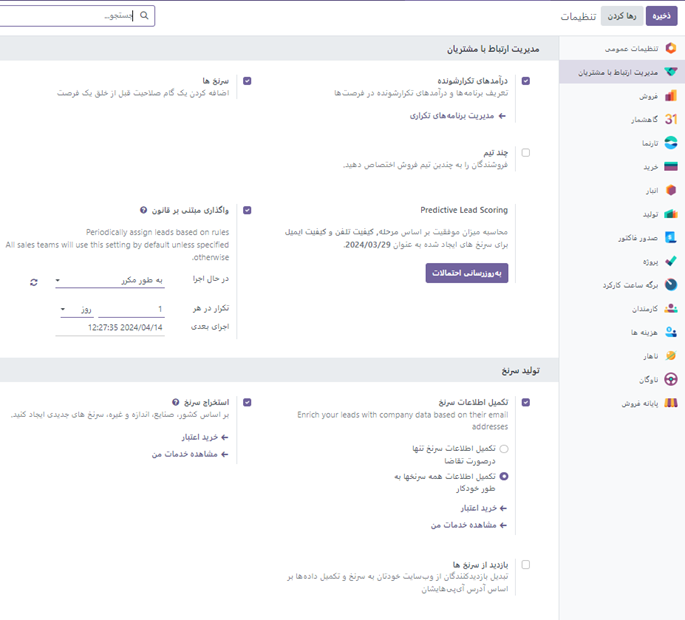 ذخیره
رها کردن
تنظیمات
جستجو...
تنظیمات عمومی
مدیریت ارتباط با مشتریان
فروش
گاهشمار
تارنما
خرید
انبار
تولید
صدور فاکتور
پروژه
برگه ساعت کارکرد
کارمندان
هزینه ها
ناهار
ناوگان
پایانه فروش
مدیریت ارتباط با مشتریان
درآمدهای تکرارشونده
تعریف برنامه‌ها و درآمدهای تکرارشونده در فرصت‌ها
مدیریت برنامه‌های تکراری
سرنخ ها
اضافه کردن یک گام صلاحیت قبل از خلق یک فرصت
چند تیم
فروشندگان را به چندین تیم فروش اختصاص دهید.
Predictive Lead Scoring
محاسبه میزان موفقیت بر اساس مرحله, کیفیت تلفن و کیفیت ایمیل
برای سرنخ های ایجاد شده به عنوان 2024/03/29.
به‌روزرسانی احتمالات
واگذاری مبتنی بر قانون
Periodically assign leads based on rules
All sales teams will use this setting by default unless specified
otherwise.
در حال اجرا
به طور مکرر
تکرار در هر
1
روز
اجرای بعدی
2024/04/14 12:27:35
تولید سرنخ
تکمیل اطلاعات سرنخ
Enrich your leads with company data based on their email
addresses
تکمیل اطلاعات سرنخ تنها
درصورت تقاضا
تکمیل اطلاعات همه سرنخها به
طور خودکار
خرید اعتبار
مشاهده خدمات من
استخراج سرنخ
بر اساس کشور، صنایع، اندازه و غیره، سرنخ های جدیدی ایجاد کنید.
خرید اعتبار
مشاهده خدمات من
بازدید از سرنخ ها
تبدیل بازدیدکنندگان از وب‌سایت خودتان به سرنخ و تکمیل داده‌ها بر
اساس آدرس آی‌پی‌هایشان